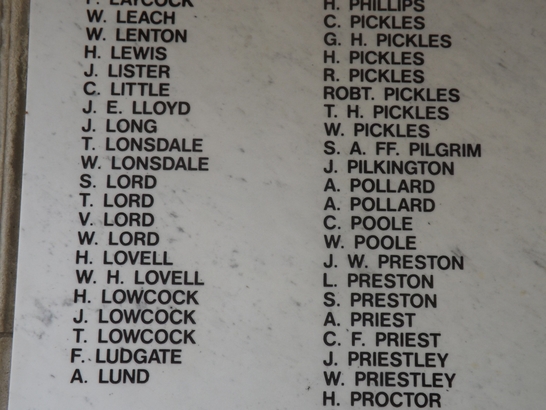 LAYCOCK
W. LEACH
W. LENTON
H. LEWIS
J. LISTER
C. LITTLE
J. E. LLOYD
J. LONG
T. LONSDALE
W. LONSDALE
S. LORD
T. LORD
V. LORD
W. LORD
H. LOVELL
W. H. LOVELL
H. LOWCOCK
J. LOWCOCK
T. LOWCOCK
F. LUDGATE
A. LUND
H. PHILLIPS
C. PICKLES
G. H. PICKLES
H. PICKLES
R. PICKLES
ROBT. PICKLES
T. H. PICKLES
W. PICKLES
S. A. FF. PILGRIM
J. PILKINGTON
A. POLLARD
A. POLLARD
C. POOLE
W. POOLE
J. W. PRESTON
L. PRESTON
S. PRESTON
A. PRIEST
C. F. PRIEST
J. PRIESTLEY
W. PRIESTLEY
H. PROCTOR